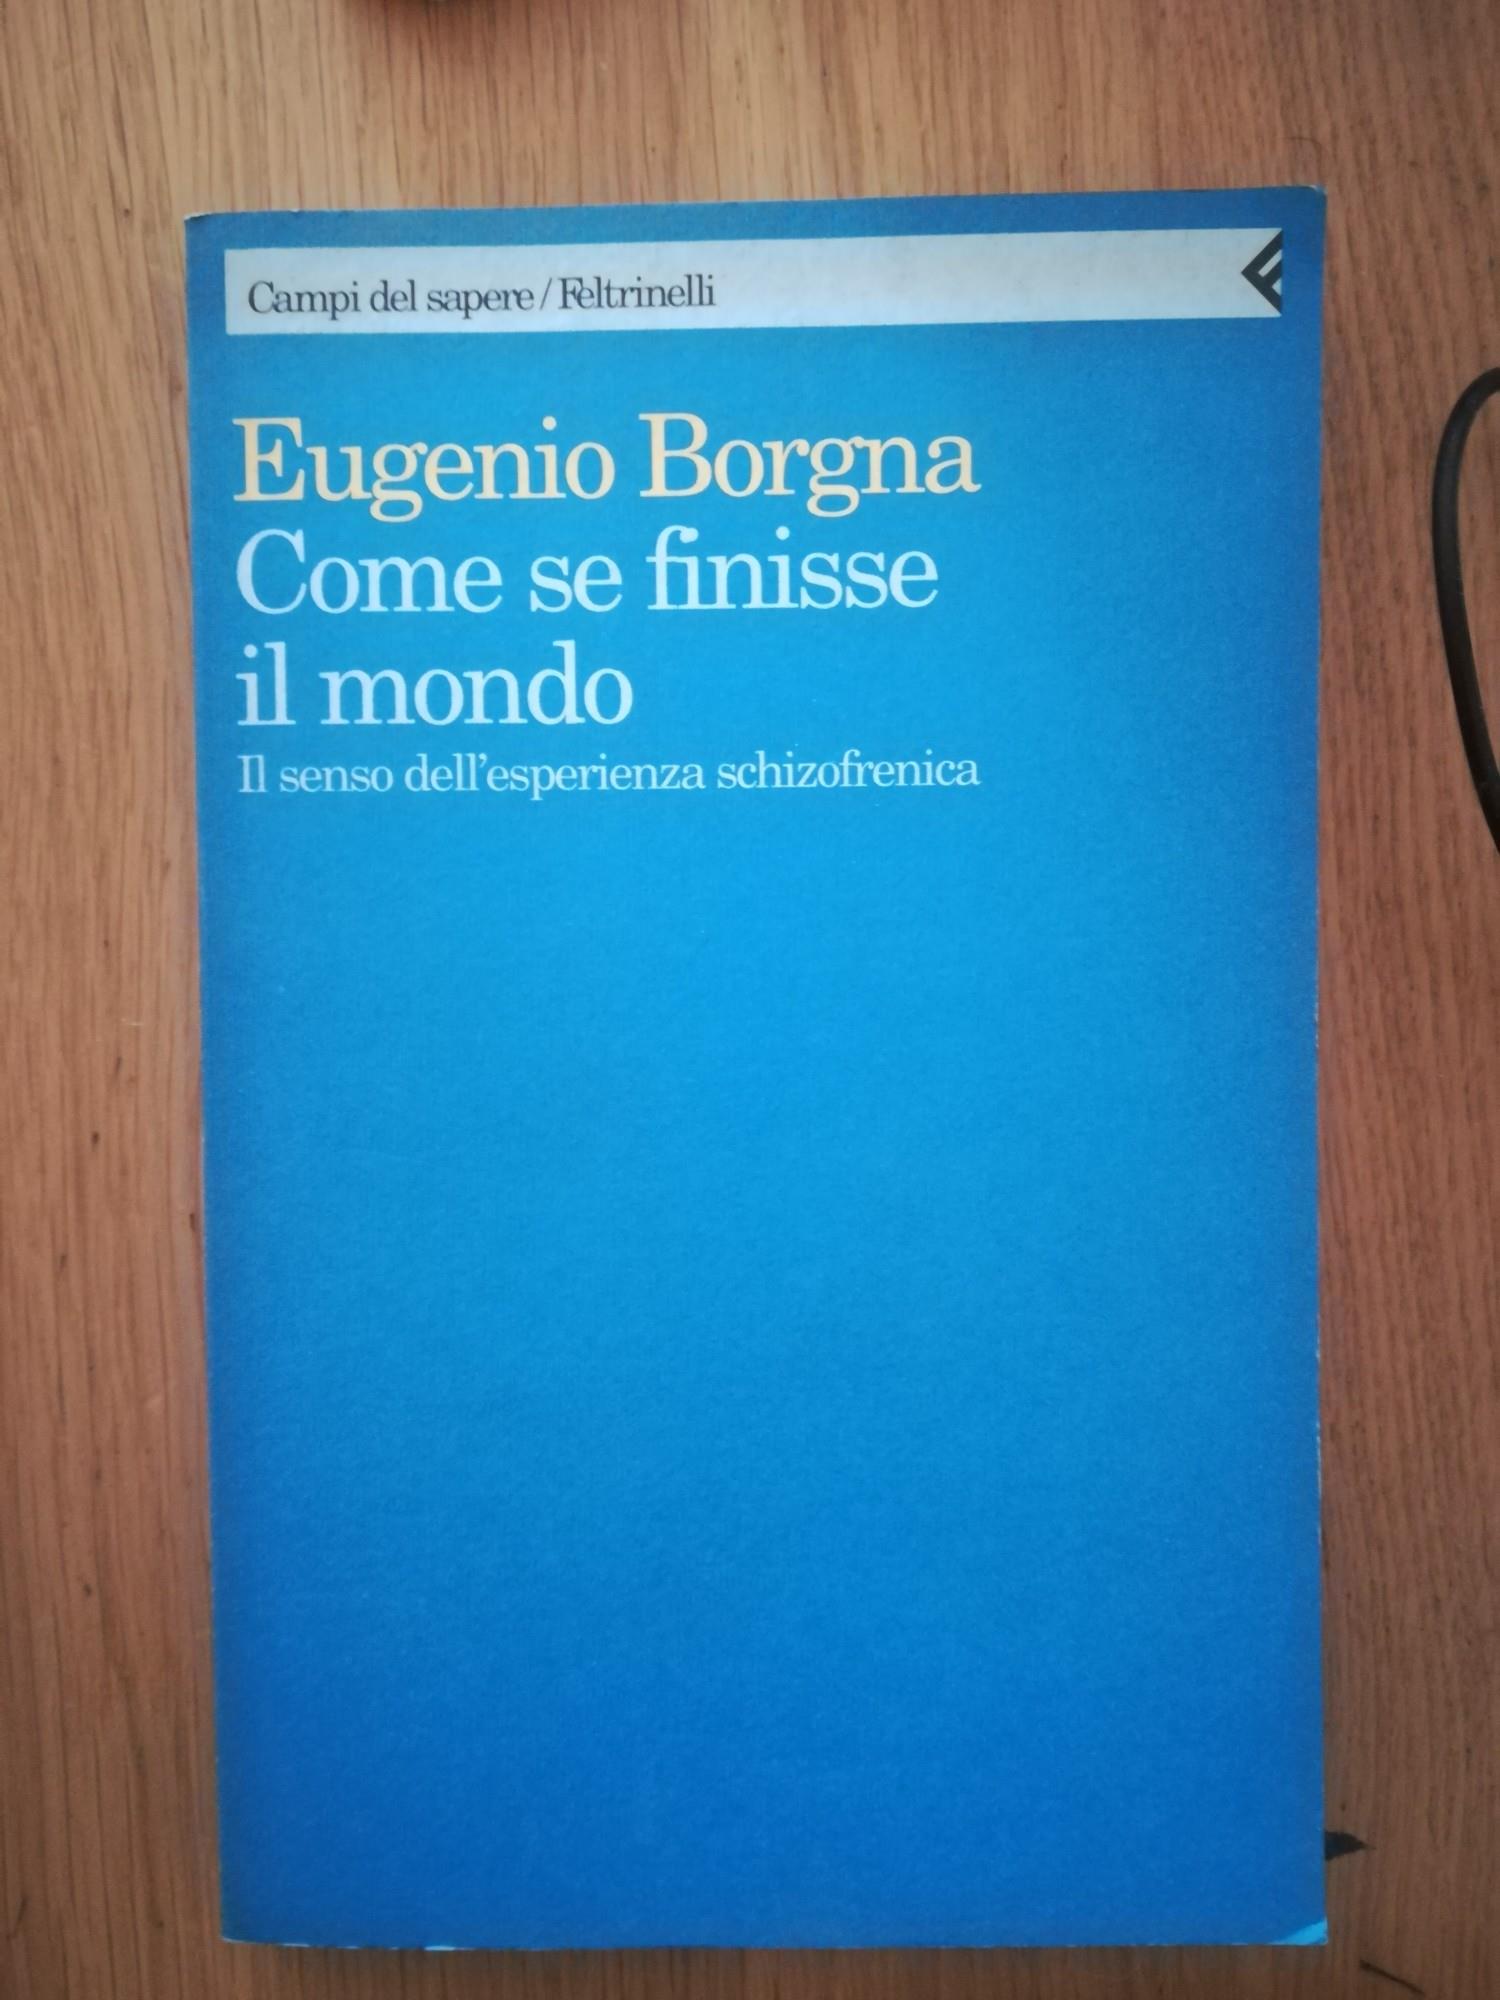 Campi del sapere / Feltrinelli
Eugenio Borgna
Come se finisse
il mondo
Il senso dell'esperienza schizofrenica